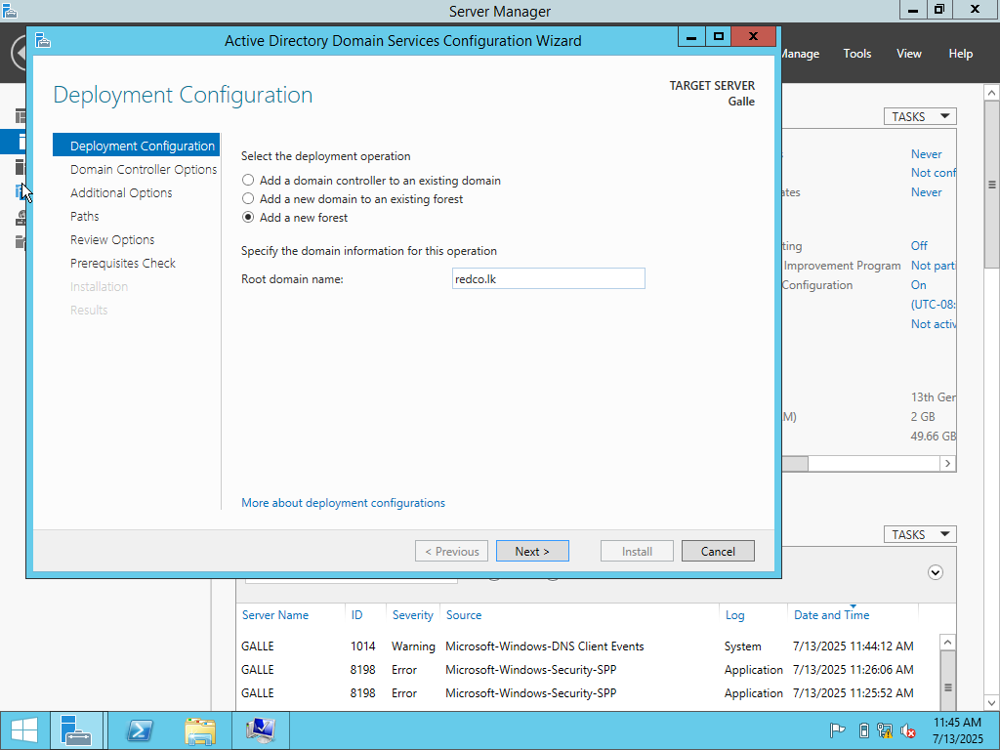 Server Manager
Active Directory Domain Services Configuration Wizard
Manage Tools View Help
Deployment Configuration
TARGET SERVER
Galle
Deployment Configuration
Domain Controller Options
Additional Options
Paths
Review Options
Prerequisites Check
Installation
Results
Select the deployment operation
Add a domain controller to an existing domain
Add a new domain to an existing forest
Add a new forest
Specify the domain information for this operation
Root domain name: redco.lk
More about deployment configurations
< Previous Next > Install Cancel
TASKS
Never
Not conf
Never
Off
Improvement Program Not parti
Configuration On
(UTC-08:
Not activ
13th Gen
2 GB
49.66 GB
TASKS
Server Name ID Severity Source Log Date and Time
GALLE 1014 Warning Microsoft-Windows-DNS Client Events System 7/13/2025 11:44:12 AM
GALLE 8198 Error Microsoft-Windows-Security-SPP Application 7/13/2025 11:26:06 AM
GALLE 8198 Error Microsoft-Windows-Security-SPP Application 7/13/2025 11:25:52 AM
11:45 AM
7/13/2025